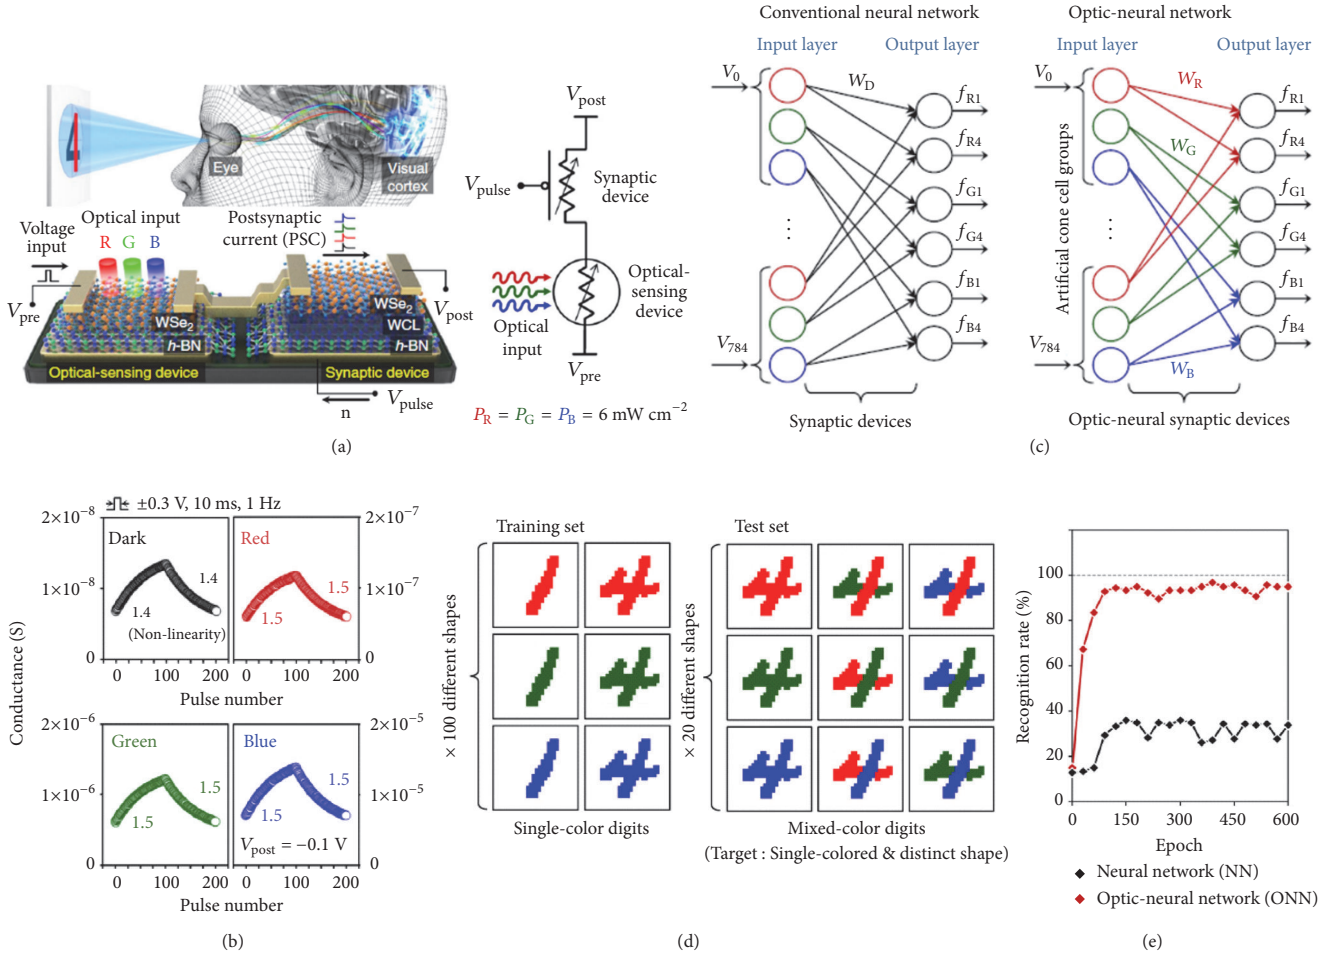 Eye
Visual
cortex
Voltage
input
Optical input
R G B
Postsynaptic
current (PSC)
V_pre
WSe2
h-BN
WSe2
WCL
h-BN
V_post
Optical-sensing device
Synaptic device
n
V_pulse
V_post
V_pulse
Synaptic
device
Optical-
sensing
device
Optical
input
V_pre
P_R = P_G = P_B = 6 mW cm−2
(a)
Conventional neural network
Input layer
Output layer
V_0
W_D
f_R1
f_R4
f_G1
f_G4
f_B1
f_B4
V_784
Synaptic devices
Optic-neural network
Input layer
Output layer
V_0
Artificial cone cell groups
W_R
W_G
W_B
f_R1
f_R4
f_G1
f_G4
f_B1
f_B4
V_784
Optic-neural synaptic devices
(c)
±0.3 V, 10 ms, 1 Hz
Conductance (S)
2×10−8
1×10−8
0
Dark
1.4
1.4
(Non-linearity)
Red
1.5
1.5
2×10−7
1×10−7
0
0 100 200 0 100 200
Pulse number
Pulse number
2×10−6
1×10−6
0
Green
1.5
1.5
Blue
1.5
1.5
V_post = −0.1 V
2×10−5
1×10−5
0
0 100 200 0 100 200
Pulse number
Pulse number
(b)
Training set
× 100 different shapes
Single-color digits
Test set
× 20 different shapes
Mixed-color digits
(Target : Single-colored & distinct shape)
(d)
Recognition rate (%)
100
80
60
40
20
0
0 150 300 450 600
Epoch
Neural network (NN)
Optic-neural network (ONN)
(e)